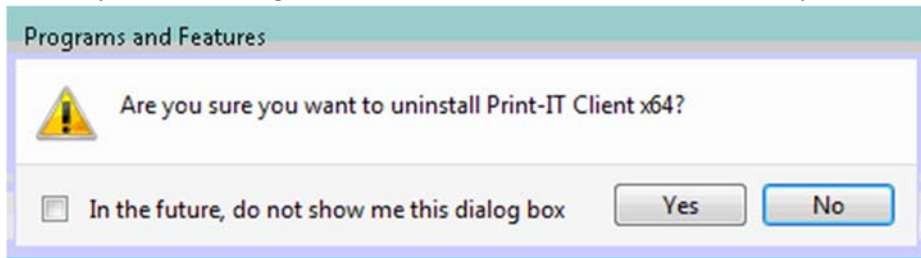 Programs and Features
Are you sure you want to uninstall Print-IT Client x64?
In the future, do not show me this dialog box
Yes
No